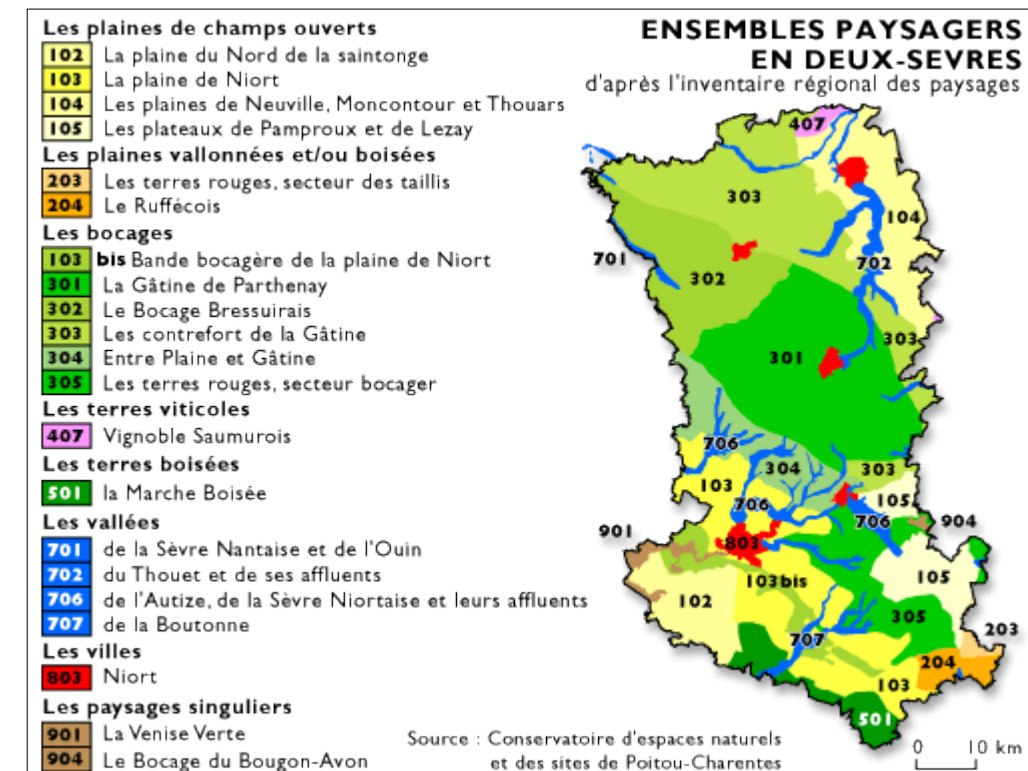 Les plaines de champs ouverts
102 La plaine du Nord de la saintonge
103 La plaine de Niort
104 Les plaines de Neuville, Moncontour et Thouars
105 Les plateaux de Pamproux et de Lezay
Les plaines vallonnées et/ou boisées
203 Les terres rouges, secteur des taillis
204 Le Ruffécois
Les bocages
103 bis Bande bocagère de la plaine de Niort
301 La Gâtine de Parthenay
302 Le Bocage Bressuirais
303 Les contrefort de la Gâtine
304 Entre Plaine et Gâtine
305 Les terres rouges, secteur bocager
Les terres viticoles
407 Vignoble Saumurois
Les terres boisées
501 la Marche Boisée
Les vallées
701 de la Sèvre Nantaise et de l'Ouin
702 du Thouet et de ses affluents
706 de l'Autize, de la Sèvre Niortaise et leurs affluents
707 de la Boutonne
Les villes
803 Niort
Les paysages singuliers
901 La Venise Verte
904 Le Bocage du Bougon-Avon
ENSEMBLES PAYSAGERS
EN DEUX-SEVRES
d'après l'inventaire régional des paysages
407
303
104
701
702
302
303
301
706
304
303
103
105
706
706
904
901
803
103bis
105
102
305
203
707
204
103
501
Source : Conservatoire d'espaces naturels
et des sites de Poitou-Charentes
0 10 km